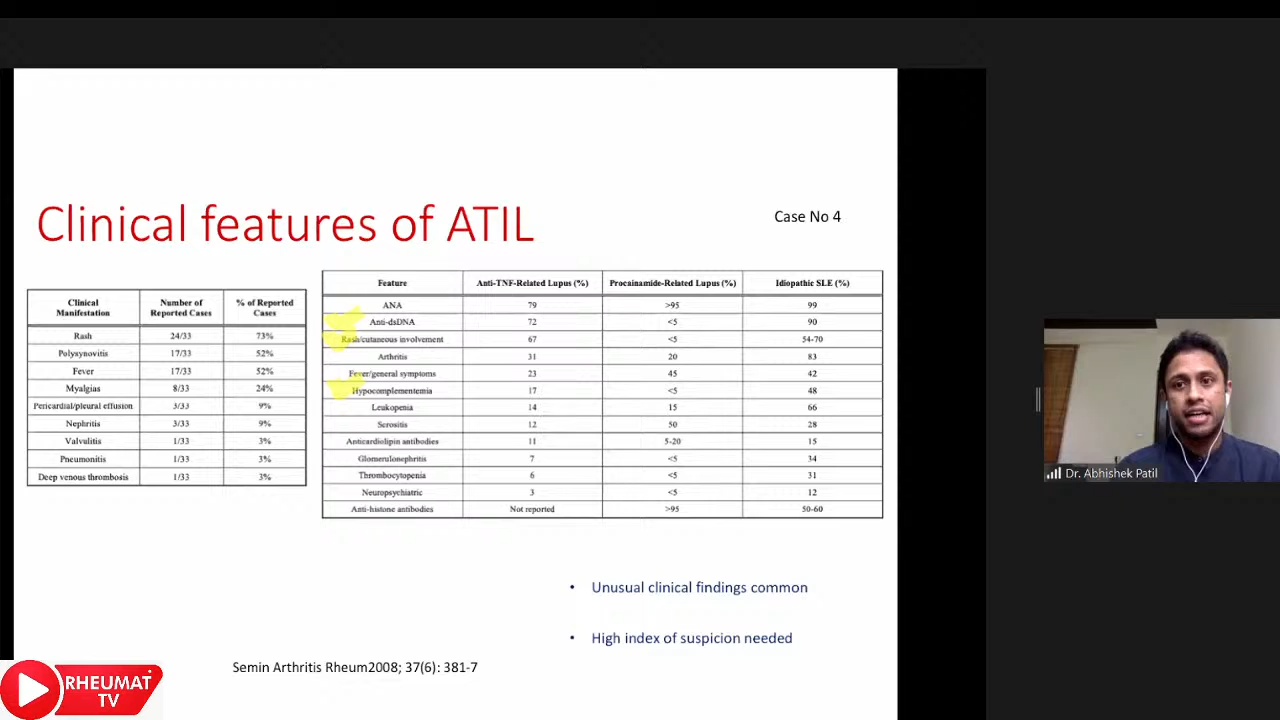 Clinical features of ATIL
Case No 4
Clinical Manifestation | Number of Reported Cases | % of Reported Cases
Rash | 24/33 | 73%
Polysynovitis | 17/33 | 52%
Fever | 17/33 | 52%
Myalgias | 8/33 | 24%
Pericardial/pleural effusion | 3/33 | 9%
Nephritis | 3/33 | 9%
Valvulitis | 1/33 | 3%
Pneumonitis | 1/33 | 3%
Deep venous thrombosis | 1/33 | 3%
Feature | Anti-TNF-Related Lupus (%) | Procainamide-Related Lupus (%) | Idiopathic SLE (%)
ANA | 79 | >95 | 99
Anti-dsDNA | 72 | <5 | 90
Rash/cutaneous involvement | 67 | <5 | 54-70
Arthritis | 31 | 20 | 83
Fever/general symptoms | 23 | 45 | 42
Hypocomplementemia | 17 | <5 | 48
Leukopenia | 14 | 15 | 66
Serositis | 12 | 50 | 28
Anticardiolipin antibodies | 11 | 5-20 | 15
Glomerulonephritis | 7 | <5 | 34
Thrombocytopenia | 6 | <5 | 31
Neuropsychiatric | 3 | <5 | 12
Anti-histone antibodies | Not reported | >95 | 50-60
• Unusual clinical findings common
• High index of suspicion needed
Semin Arthritis Rheum2008; 37(6): 381-7
RHEUMAT
TV
Dr. Abhishek Patil